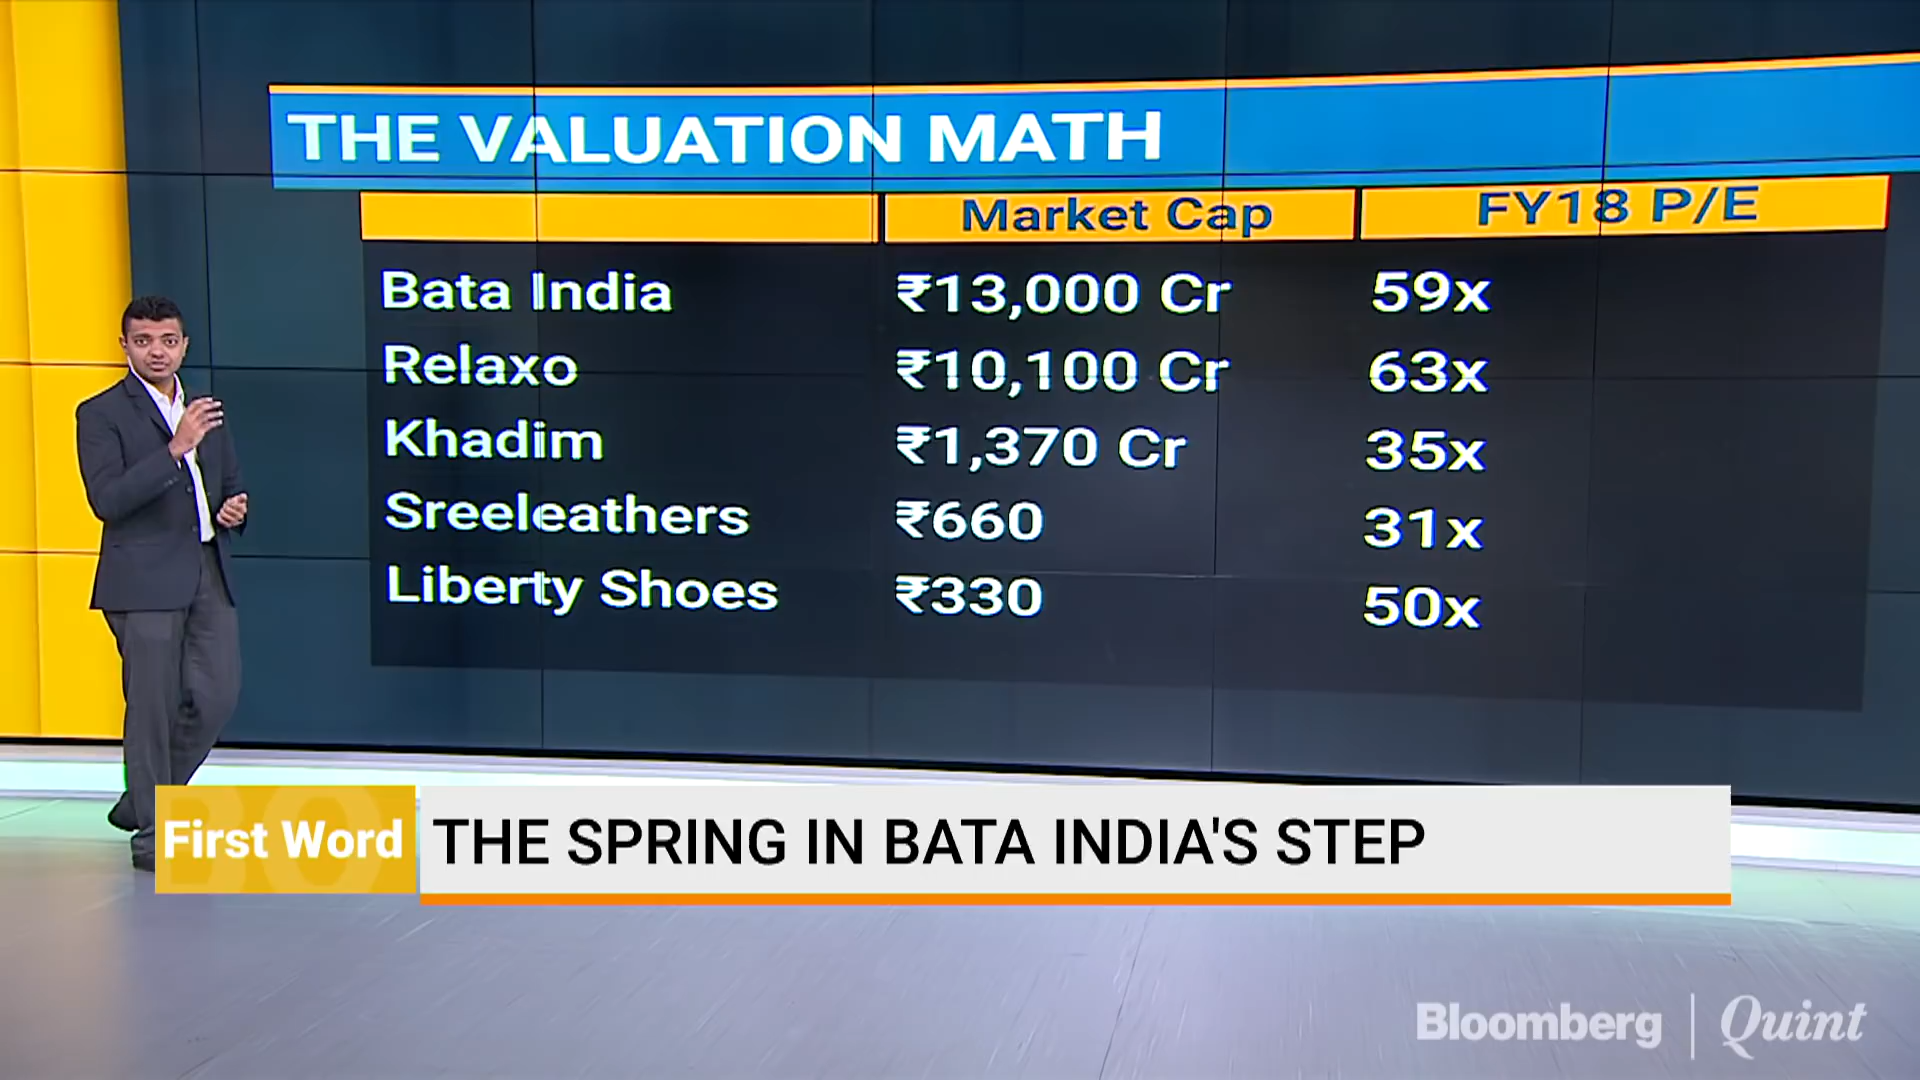 THE VALUATION MATH
Market Cap FY18 P/E
Bata India ₹13,000 Cr 59x
Relaxo ₹10,100 Cr 63x
Khadim ₹1,370 Cr 35x
Sreeleathers ₹660 31x
Liberty Shoes ₹330 50x
First Word THE SPRING IN BATA INDIA'S STEP
Bloomberg | Quint